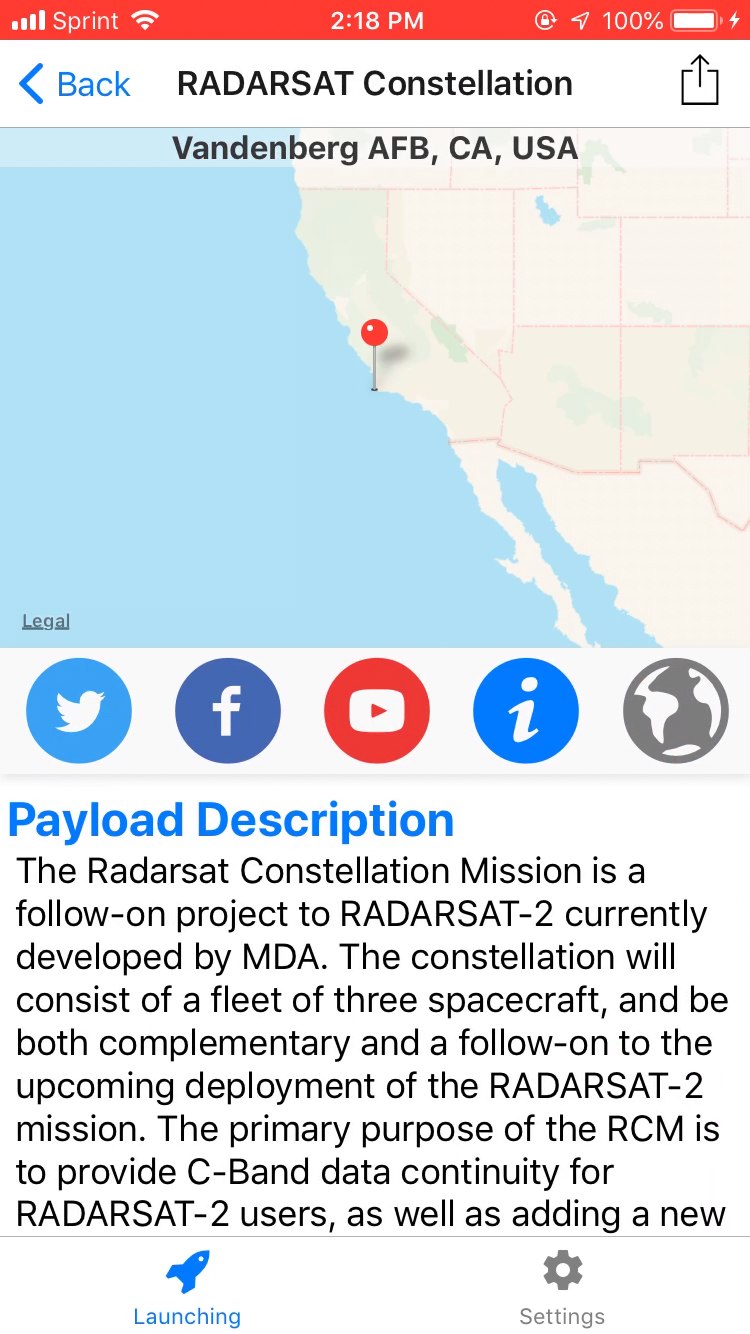 Sprint 2:18 PM 100%
Back RADARSAT Constellation
Vandenberg AFB, CA, USA
Legal
Payload Description
The Radarsat Constellation Mission is a
follow-on project to RADARSAT-2 currently
developed by MDA. The constellation will
consist of a fleet of three spacecraft, and be
both complementary and a follow-on to the
upcoming deployment of the RADARSAT-2
mission. The primary purpose of the RCM is
to provide C-Band data continuity for
RADARSAT-2 users, as well as adding a new
Launching Settings